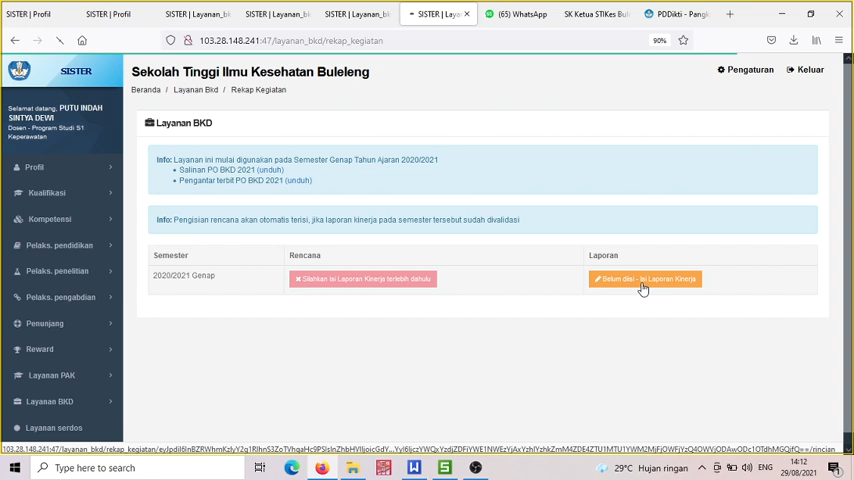 SISTER | Profil
SISTER | Profil
SISTER | Layanan_bk
SISTER | Layanan_bk
SISTER | Layanan_bk
SISTER | Laya
(65) WhatsApp
SK Ketua STIKes Bul
PDDikti - Pangk
103.28.148.241:47/layanan_bkd/rekap_kegiatan
90%
SISTER
Sekolah Tinggi Ilmu Kesehatan Buleleng
Pengaturan
Keluar
Beranda / Layanan Bkd / Rekap Kegiatan
Selamat datang, PUTU INDAH
SINTYA DEWI
Dosen - Program Studi S1
Keperawatan
Profil
Kualifikasi
Kompetensi
Pelaks. pendidikan
Pelaks. penelitian
Pelaks. pengabdian
Penunjang
Reward
Layanan PAK
Layanan BKD
Layanan serdos
Layanan BKD
Info: Layanan ini mulai digunakan pada Semester Genap Tahun Ajaran 2020/2021
• Salinan PO BKD 2021 (unduh)
• Pengantar terbit PO BKD 2021 (unduh)
Info: Pengisian rencana akan otomatis terisi, jika laporan kinerja pada semester tersebut sudah divalidasi
Semester Rencana Laporan
2020/2021 Genap Silahkan isi Laporan Kinerja terlebih dahulu Belum diisi - Isi Laporan Kinerja
Type here to search
29°C Hujan ringan
ENG
14:12
29/08/2021